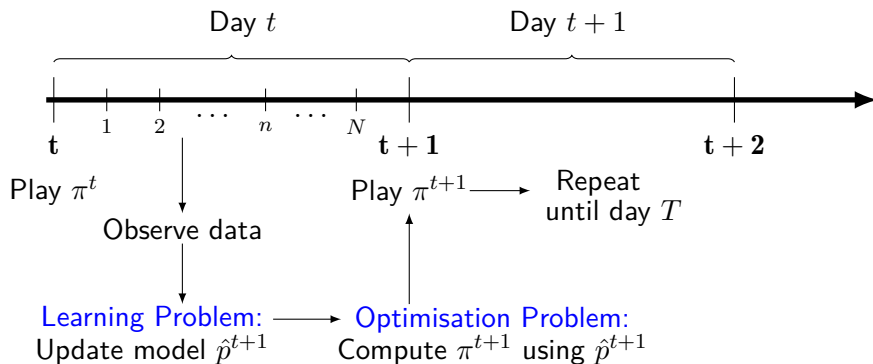 Day t Day t + 1
1 2 ... n ... N
t t + 1 t + 2
Play π^t Play π^{t+1} Repeat
until day T
Observe data
Learning Problem: Optimisation Problem:
Update model p̂^{t+1} Compute π^{t+1} using p̂^{t+1}